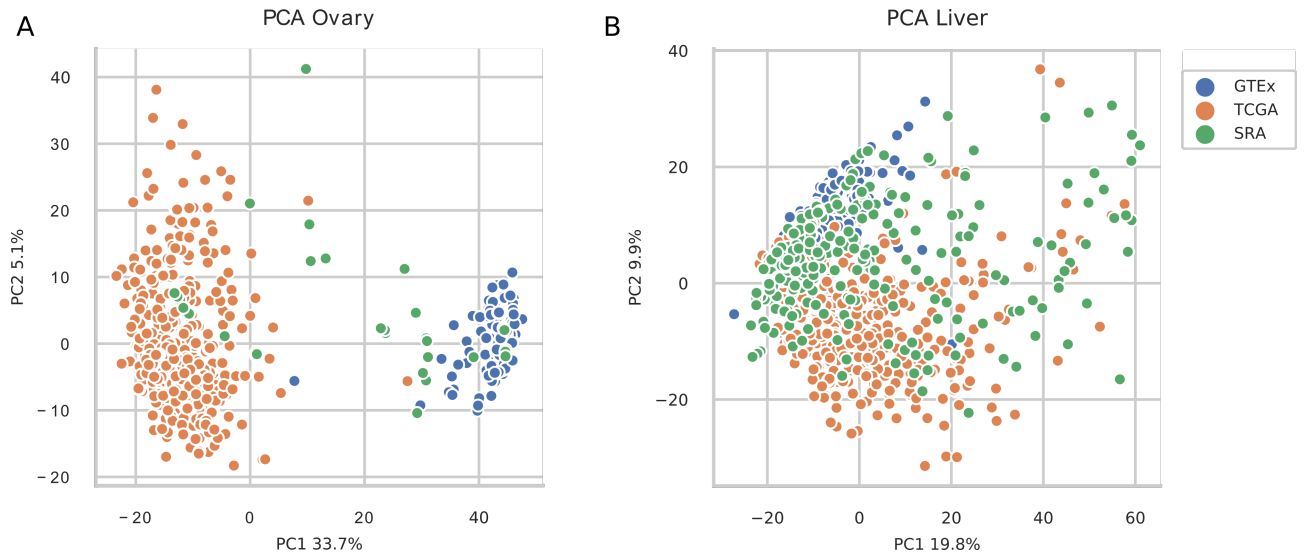 A
PCA Ovary
40
30
20
10
0
−10
−20
−20 0 20 40
PC1 33.7%
PC2 5.1%
B
PCA Liver
40
20
0
−20
−20 0 20 40 60
PC1 19.8%
PC2 9.9%
GTEx
TCGA
SRA